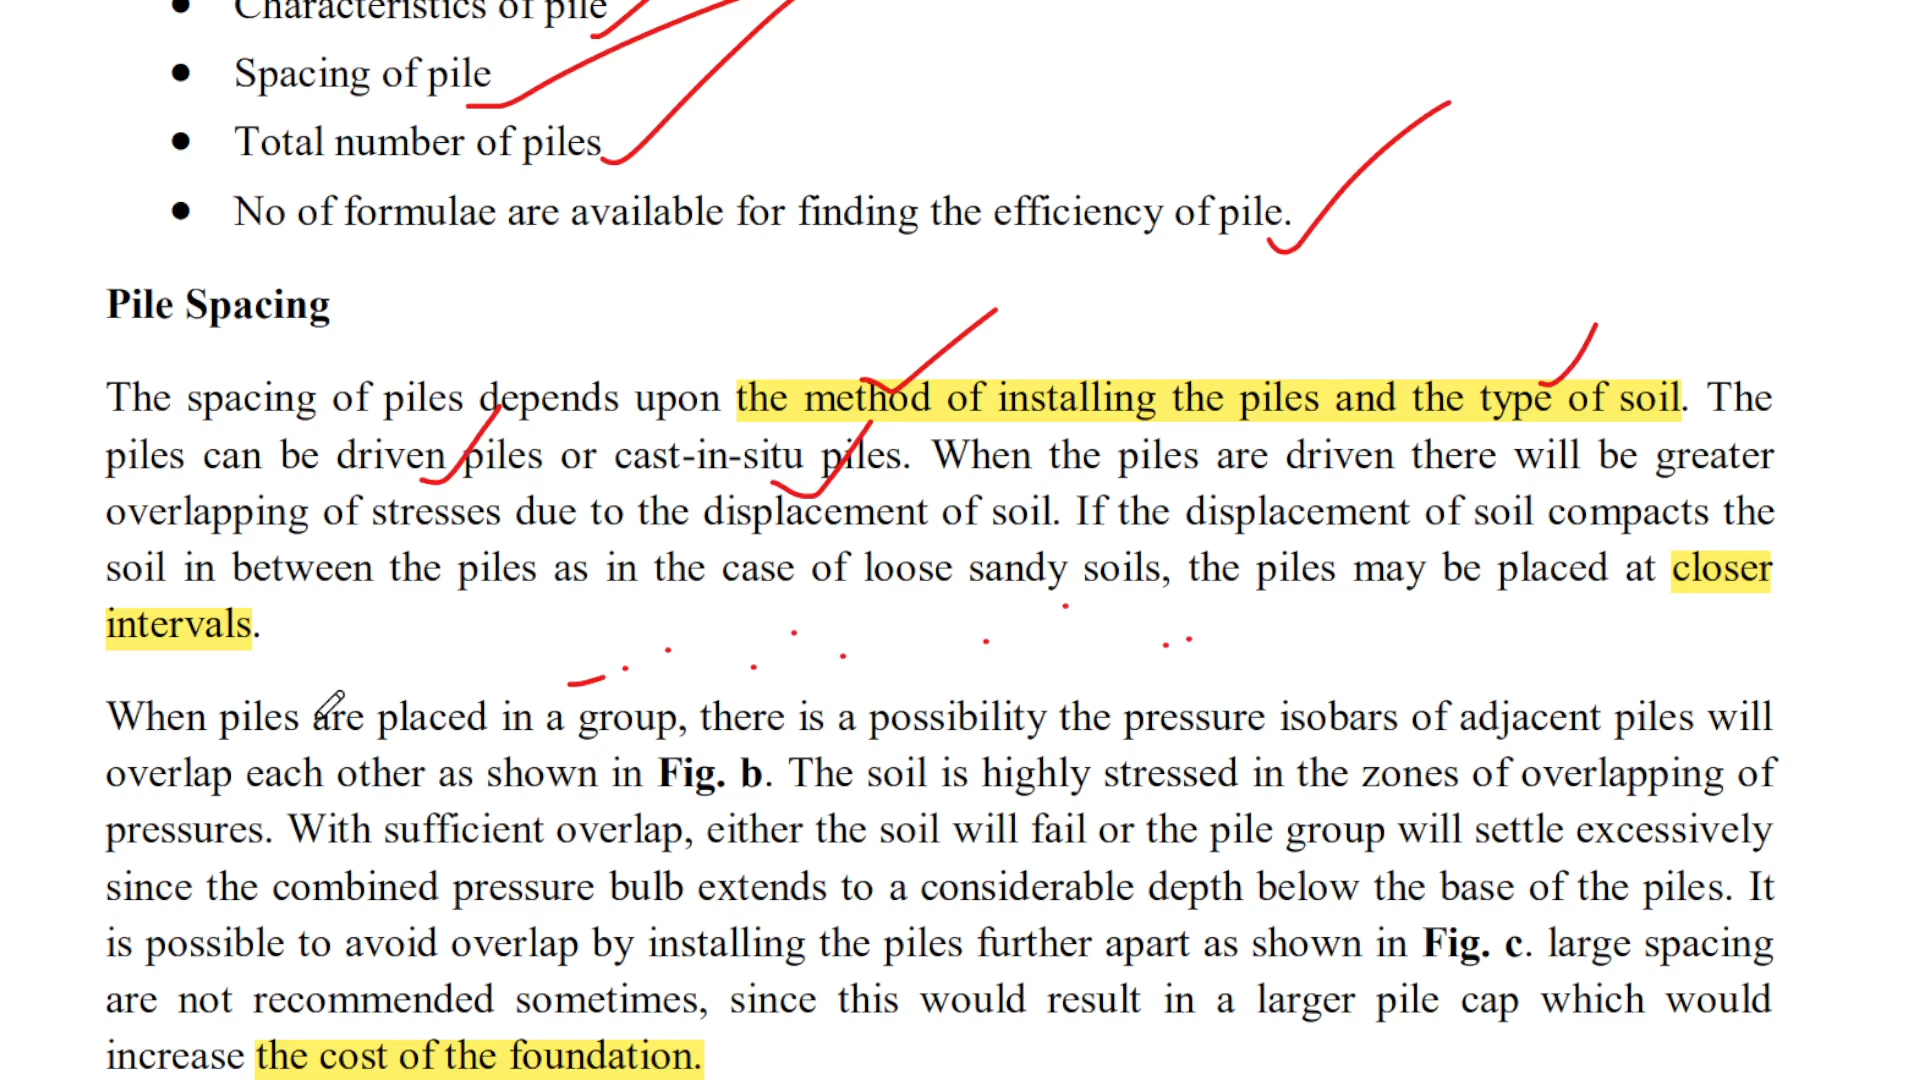 ● Characteristics of pile
● Spacing of pile
● Total number of piles
● No of formulae are available for finding the efficiency of pile.
Pile Spacing
The spacing of piles depends upon the method of installing the piles and the type of soil. The
piles can be driven piles or cast-in-situ piles. When the piles are driven there will be greater
overlapping of stresses due to the displacement of soil. If the displacement of soil compacts the
soil in between the piles as in the case of loose sandy soils, the piles may be placed at closer
intervals.
When piles are placed in a group, there is a possibility the pressure isobars of adjacent piles will
overlap each other as shown in Fig. b. The soil is highly stressed in the zones of overlapping of
pressures. With sufficient overlap, either the soil will fail or the pile group will settle excessively
since the combined pressure bulb extends to a considerable depth below the base of the piles. It
is possible to avoid overlap by installing the piles further apart as shown in Fig. c. large spacing
are not recommended sometimes, since this would result in a larger pile cap which would
increase the cost of the foundation.